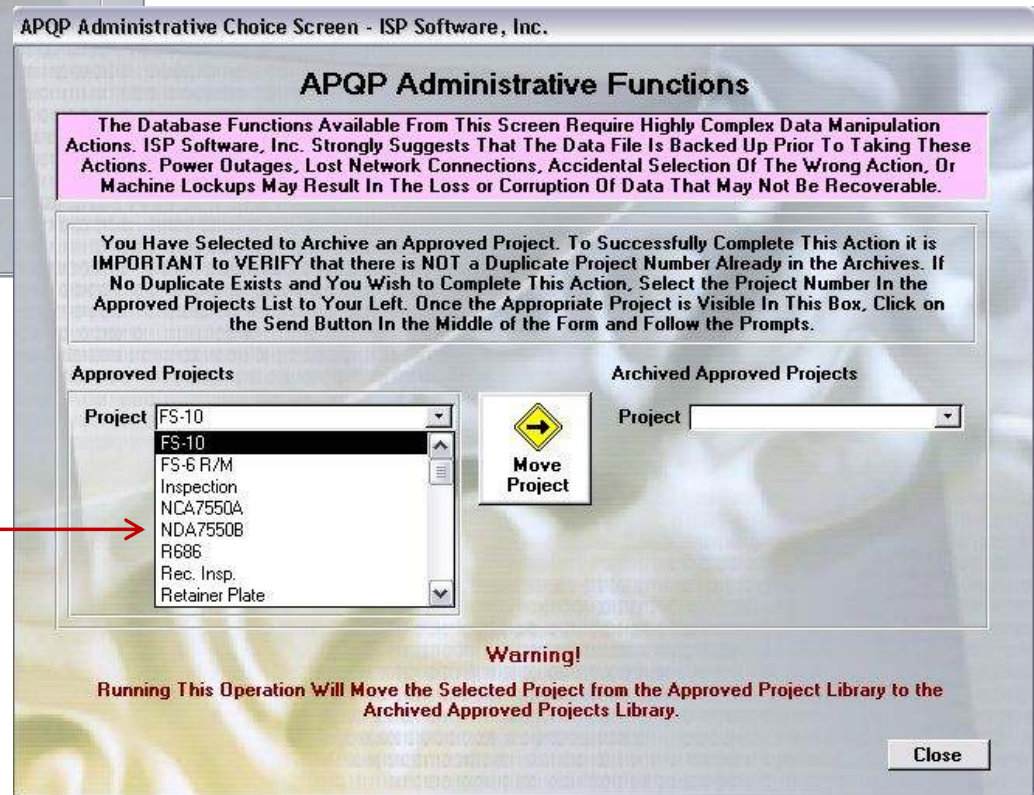 APQP Administrative Choice Screen - ISP Software, Inc.
APQP Administrative Functions
The Database Functions Available From This Screen Require Highly Complex Data Manipulation
Actions. ISP Software, Inc. Strongly Suggests That The Data File Is Backed Up Prior To Taking These
Actions. Power Outages, Lost Network Connections, Accidental Selection Of The Wrong Action, Or
Machine Lockups May Result In The Loss or Corruption Of Data That May Not Be Recoverable.
You Have Selected to Archive an Approved Project. To Successfully Complete This Action it is
IMPORTANT to VERIFY that there is NOT a Duplicate Project Number Already in the Archives. If
No Duplicate Exists and You Wish to Complete This Action, Select the Project Number In the
Approved Projects List to Your Left. Once the Appropriate Project is Visible In This Box, Click on
the Send Button In the Middle of the Form and Follow the Prompts.
Approved Projects
Archived Approved Projects
Project FS-10
Project
FS-10
FS-6 R/M
Inspection
NCA7550A
NDA7550B
R686
Rec. Insp.
Retainer Plate
Move
Project
Warning!
Running This Operation Will Move the Selected Project from the Approved Project Library to the
Archived Approved Projects Library.
Close